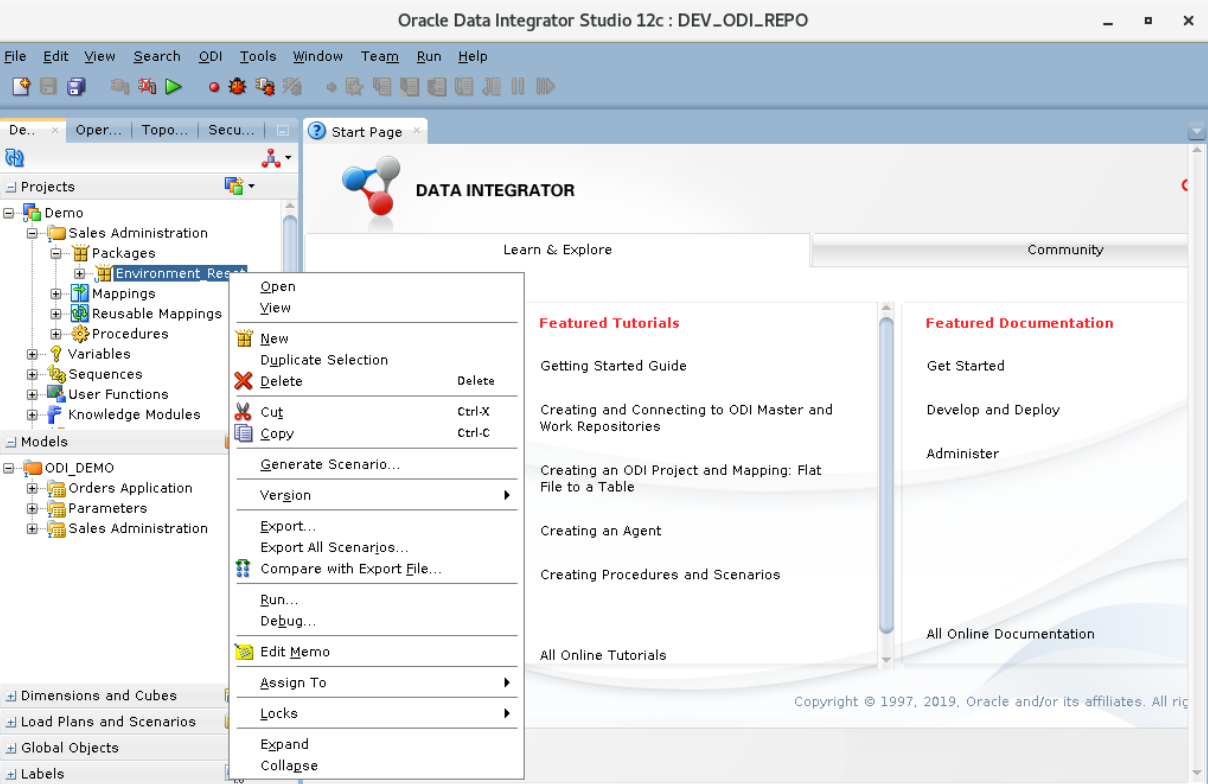 Oracle Data Integrator Studio 12c : DEV_ODI_REPO
File Edit View Search ODI Tools Window Team Run Help
De.. Oper... Topo... Secu...
Start Page
Projects
Demo
Sales Administration
Packages
Environment_Reset
Mappings
Reusable Mappings
Procedures
Variables
Sequences
User Functions
Knowledge Modules
Models
ODI_DEMO
Orders Application
Parameters
Sales Administration
Dimensions and Cubes
Load Plans and Scenarios
Global Objects
Labels
Open
View
New
Duplicate Selection
Delete Delete
Cut Ctrl-X
Copy Ctrl-C
Generate Scenario...
Version
Export...
Export All Scenarios...
Compare with Export File...
Run...
Debug...
Edit Memo
Assign To
Locks
Expand
Collapse
DATA INTEGRATOR
Learn & Explore
Community
Featured Tutorials
Getting Started Guide
Creating and Connecting to ODI Master and
Work Repositories
Creating an ODI Project and Mapping: Flat
File to a Table
Creating an Agent
Creating Procedures and Scenarios
All Online Tutorials
Featured Documentation
Get Started
Develop and Deploy
Administer
All Online Documentation
Copyright © 1997, 2019, Oracle and/or its affiliates. All